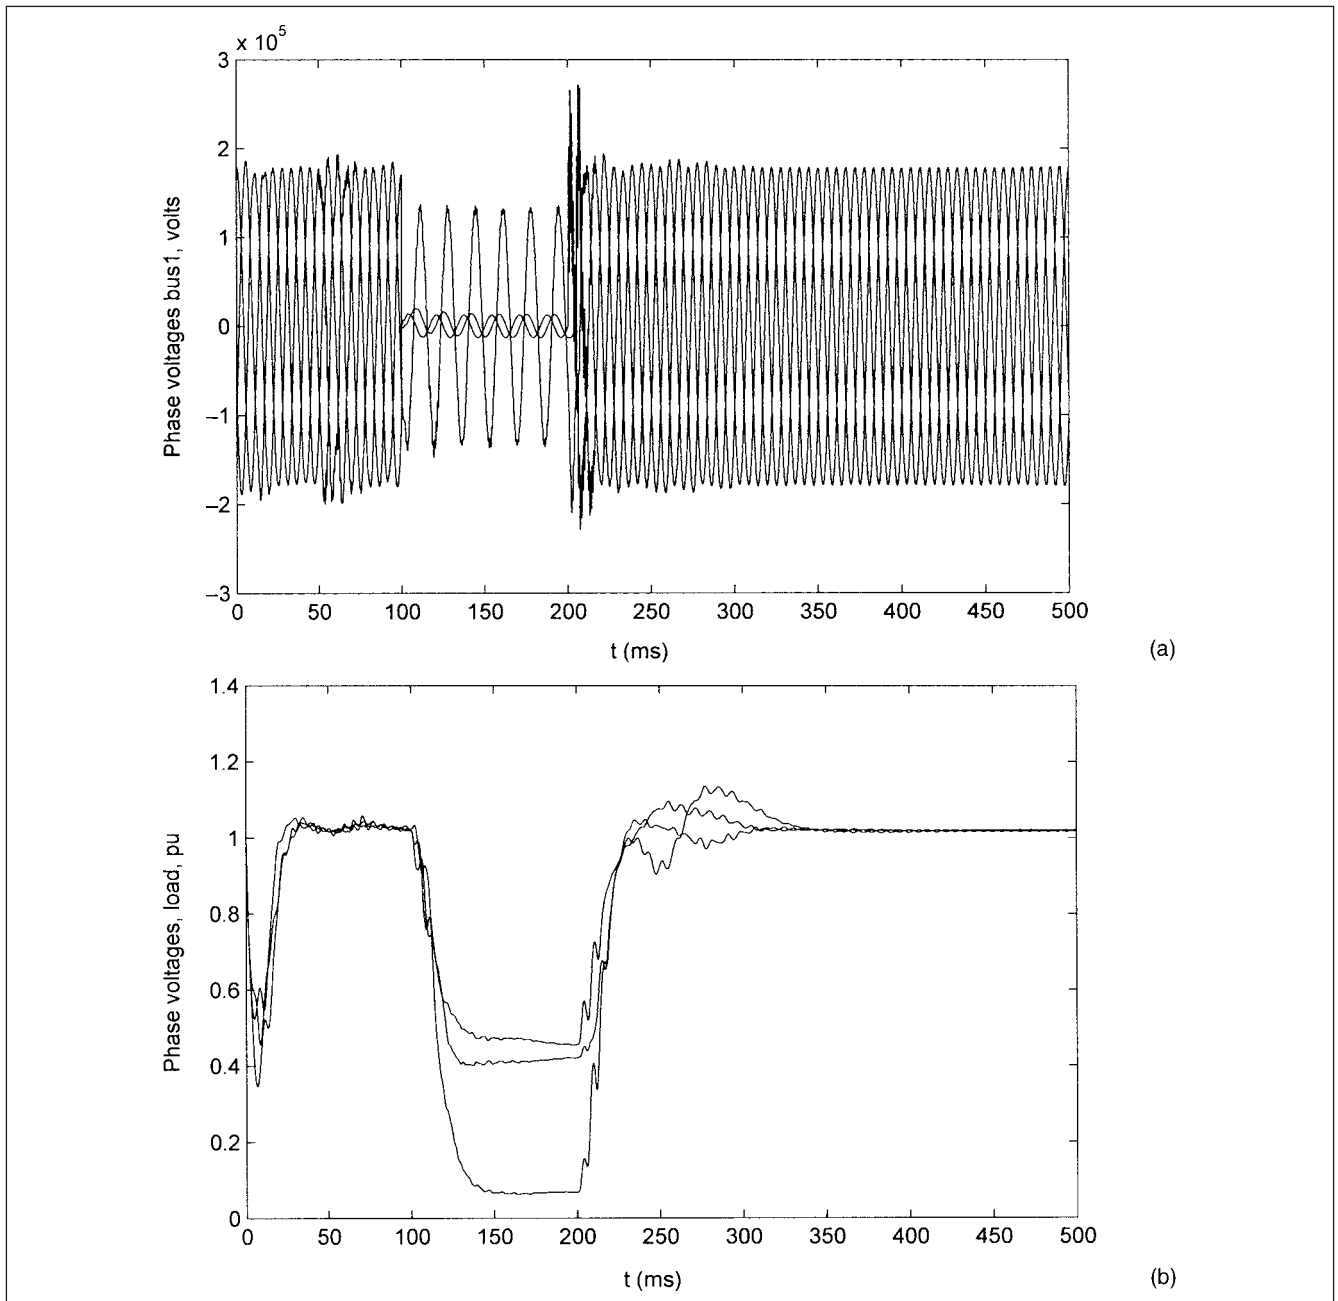 x 10^5
3
2
1
0
–1
–2
–3
Phase voltages bus1, volts
0 50 100 150 200 250 300 350 400 450 500
t (ms)
(a)
1.4
1.2
1
0.8
0.6
0.4
0.2
0
Phase voltages, load, pu
0 50 100 150 200 250 300 350 400 450 500
t (ms)
(b)